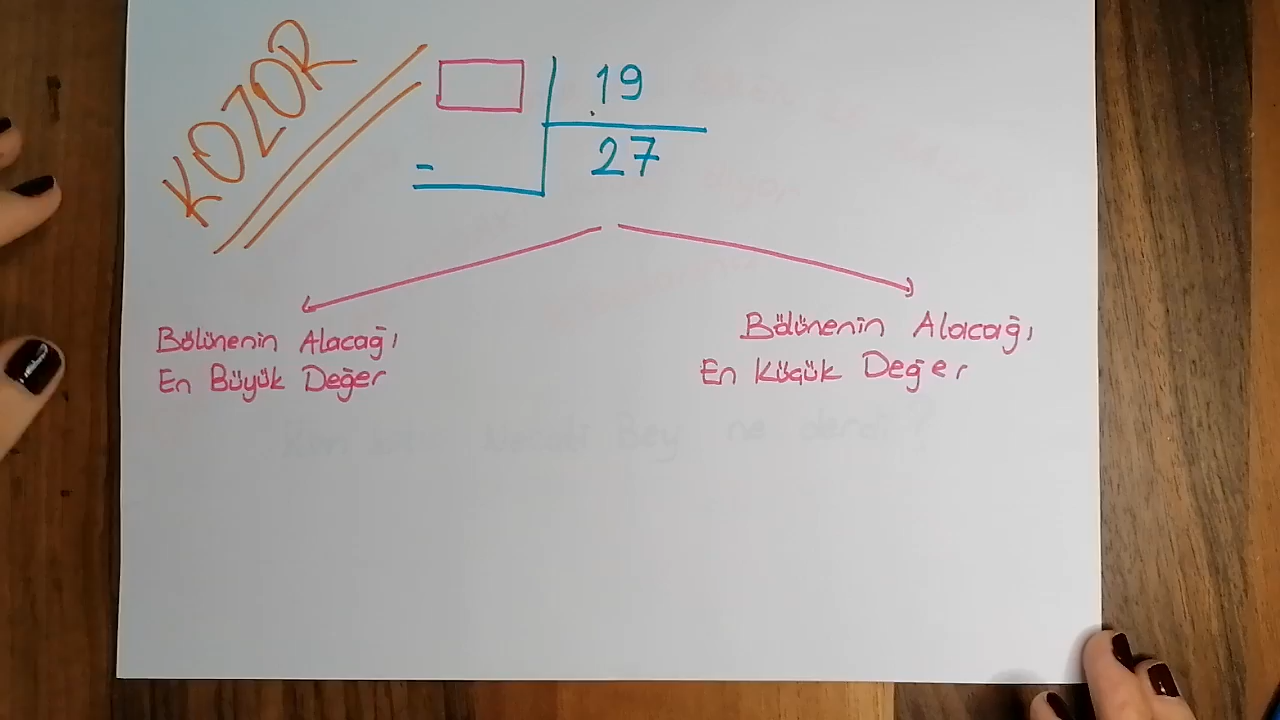 KOZOR
19
-
27
Bölünenin Alacağı
En Büyük Değer
Bölünenin Alacağı
En Küçük Değer